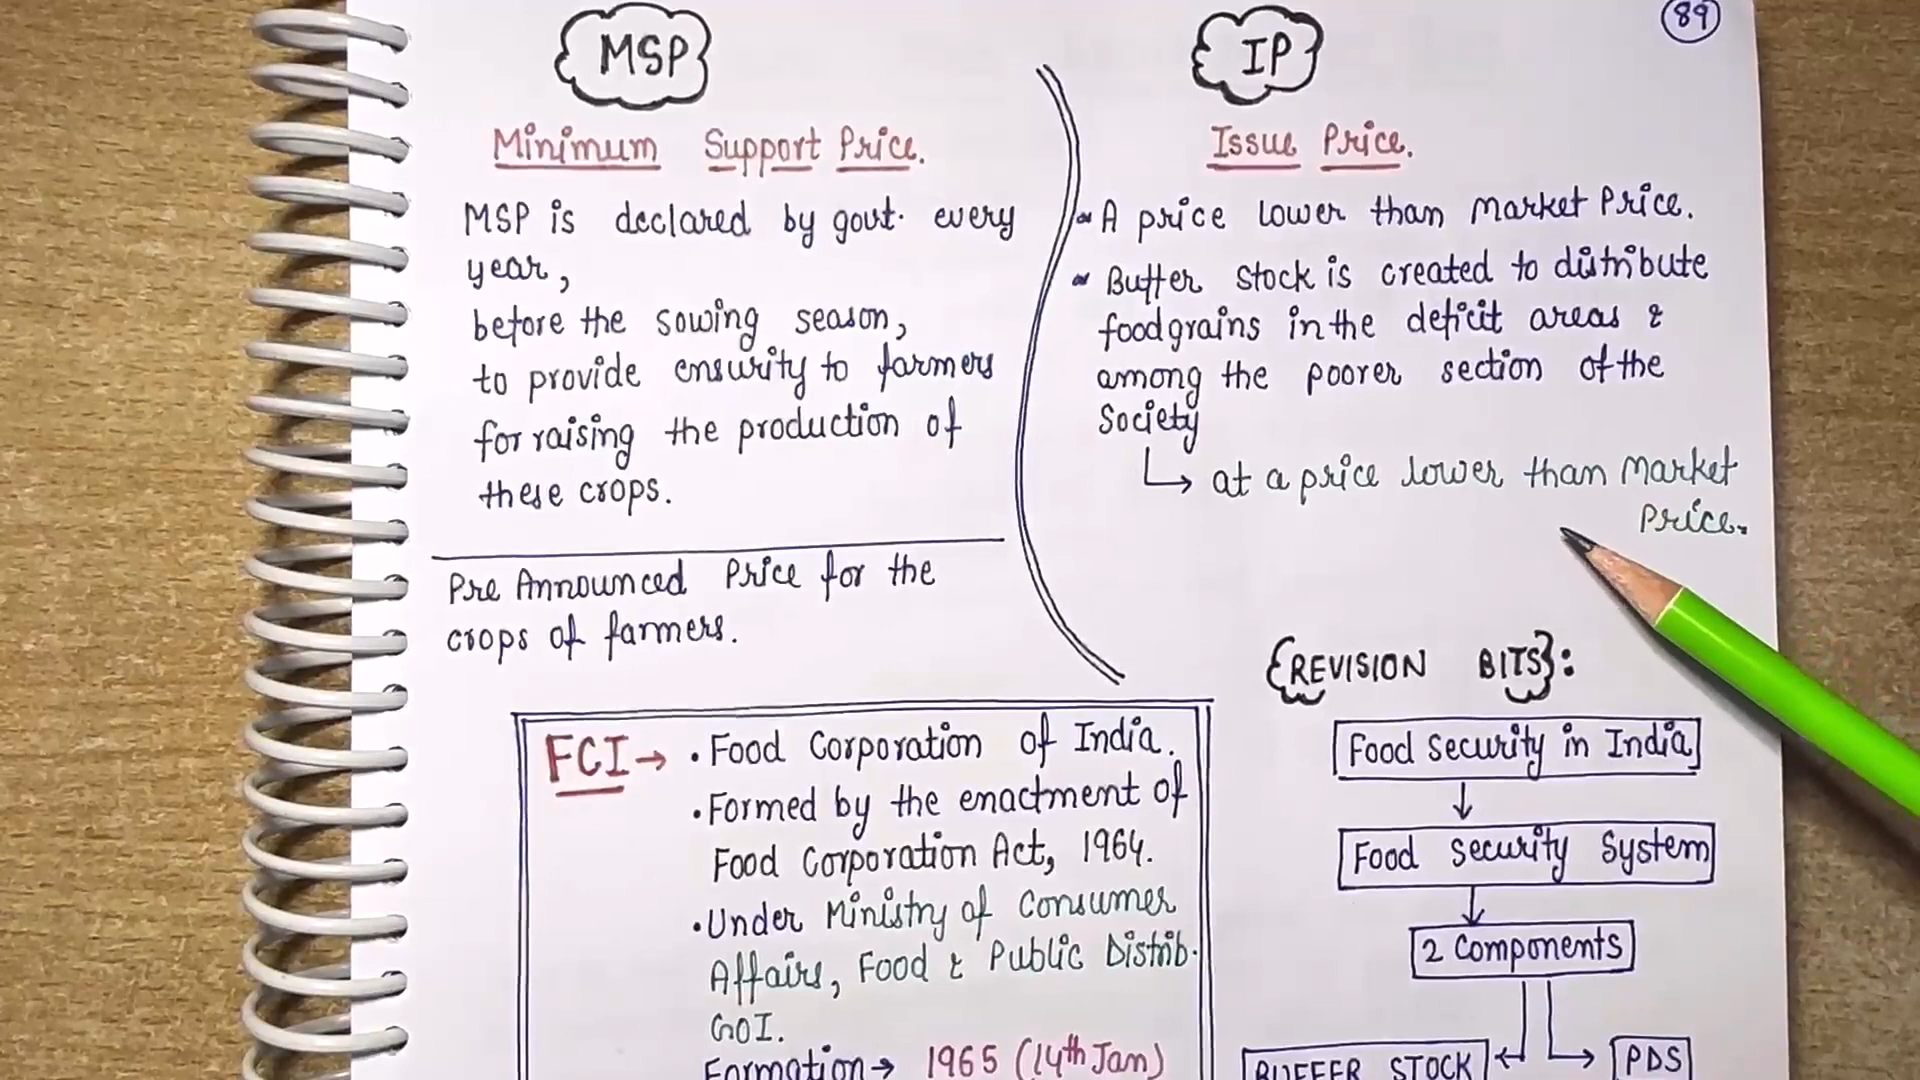 89
MSP
Minimum Support Price.
MSP is declared by govt. every
year,
before the sowing season,
to provide ensurity to farmers
for raising the production of
these crops.
Pre Announced Price for the
crops of farmers.
IP
Issue Price.
A price lower than Market Price.
Buffer stock is created to distribute
foodgrains in the deficit areas &
among the poorer section of the
Society
↳ at a price lower than Market
Price.
FCI → • Food Corporation of India.
• Formed by the enactment of
Food Corporation Act, 1964.
• Under Ministry of Consumer
Affairs, Food & Public Distrib.
GOI.
Formation → 1965 (14th Jan)
REVISION BITS:
Food Security in India
Food Security System
2 Components
BUFFER STOCK
PDS